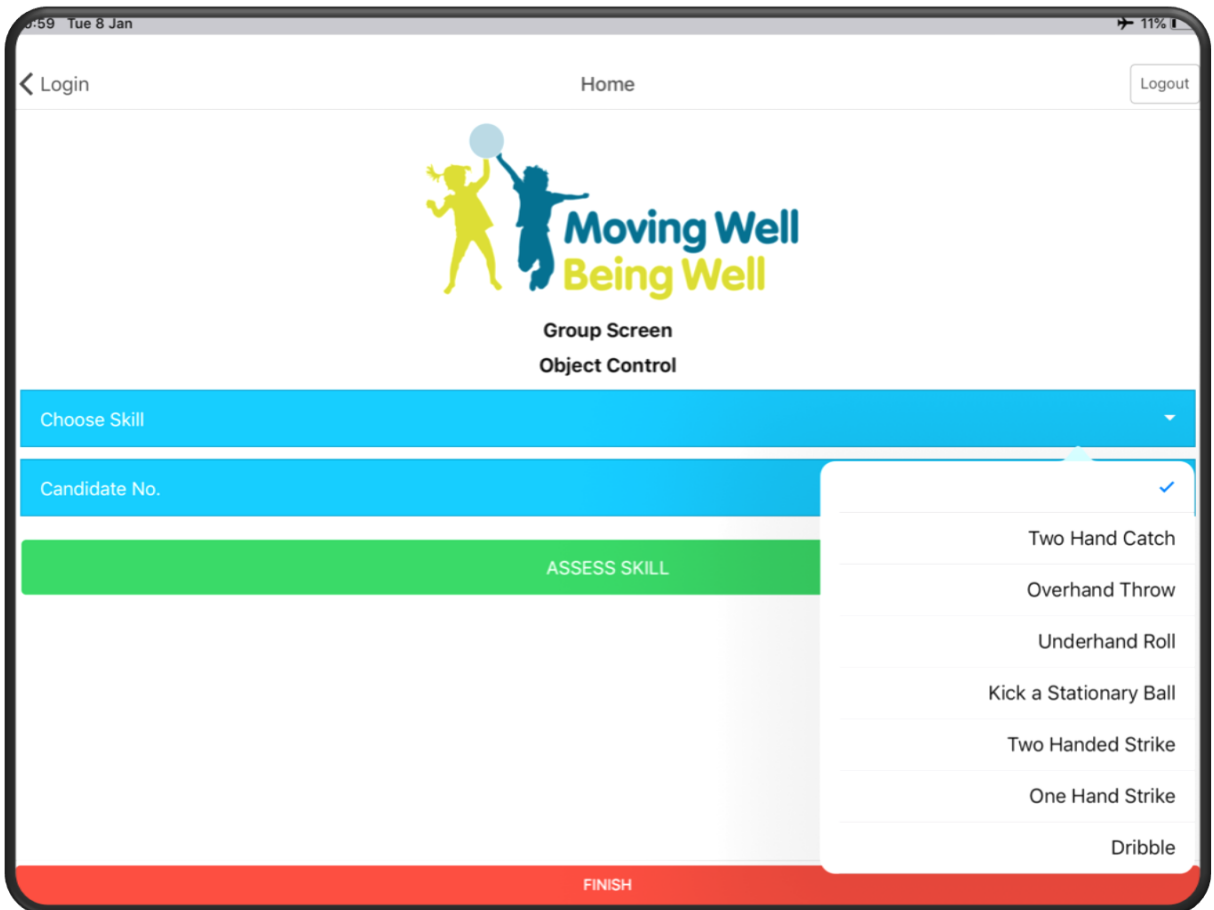 :59 Tue 8 Jan
11%
Login
Home
Logout
Moving Well
Being Well
Group Screen
Object Control
Choose Skill
Candidate No.
ASSESS SKILL
Two Hand Catch
Overhand Throw
Underhand Roll
Kick a Stationary Ball
Two Handed Strike
One Hand Strike
Dribble
FINISH